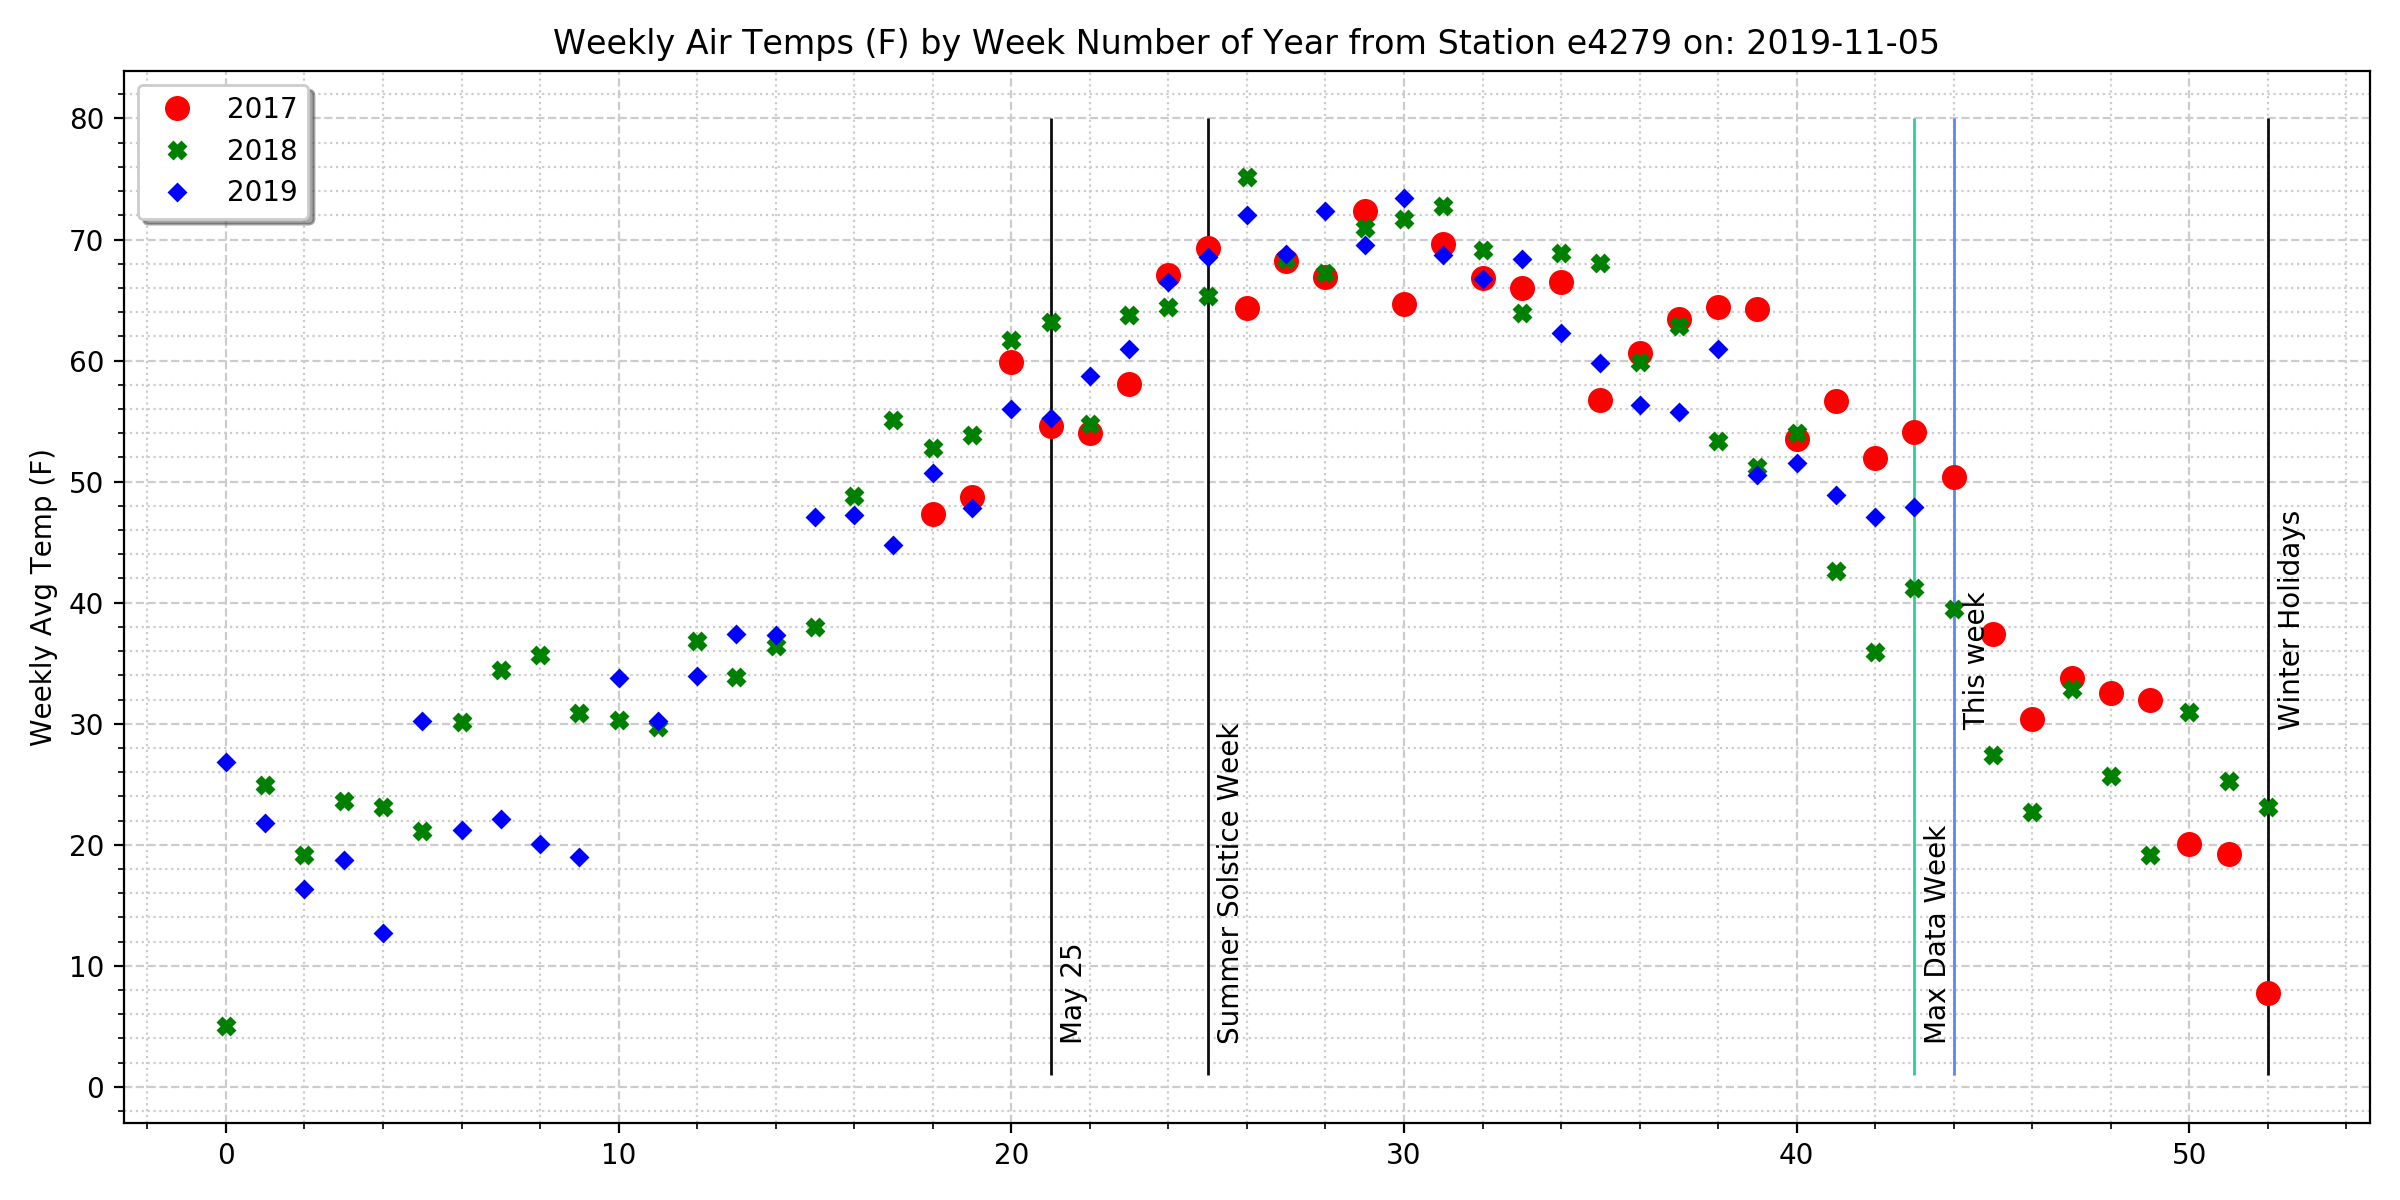 Weekly Air Temps (F) by Week Number of Year from Station e4279 on: 2019-11-05
2017
2018
2019
Weekly Avg Temp (F)
80
70
60
50
40
30
20
10
0
May 25
Summer Solstice Week
Max Data Week
This week
Winter Holidays
0
10
20
30
40
50